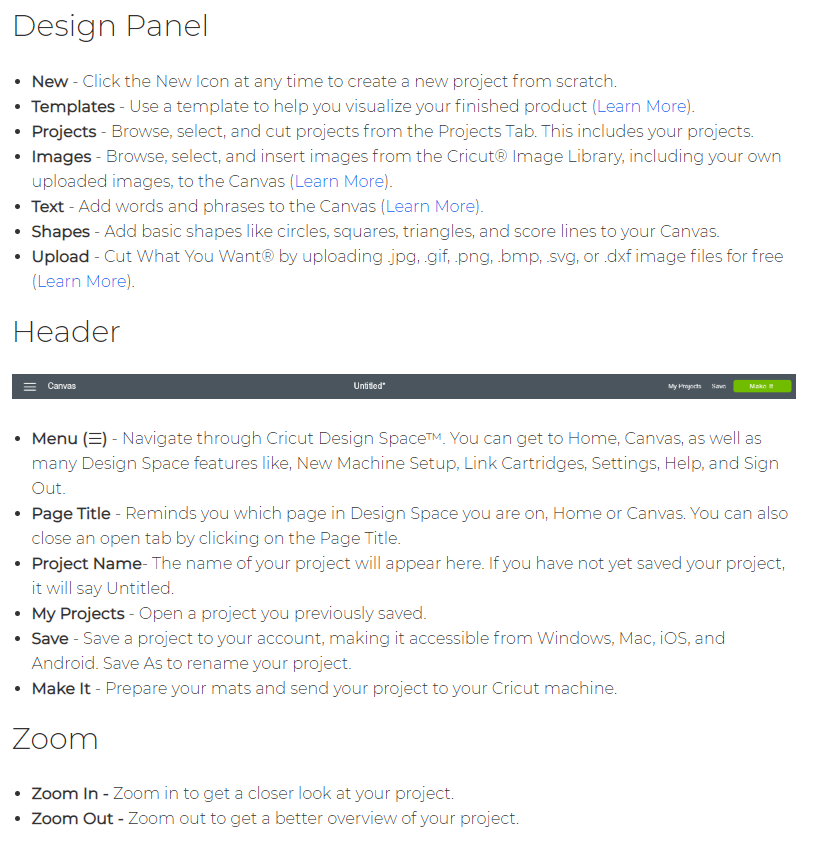 Design Panel
• New - Click the New Icon at any time to create a new project from scratch.
• Templates - Use a template to help you visualize your finished product (Learn More).
• Projects - Browse, select, and cut projects from the Projects Tab. This includes your projects.
• Images - Browse, select, and insert images from the Cricut® Image Library, including your own
uploaded images, to the Canvas (Learn More).
• Text - Add words and phrases to the Canvas (Learn More).
• Shapes - Add basic shapes like circles, squares, triangles, and score lines to your Canvas.
• Upload - Cut What You Want® by uploading .jpg, .gif, .png, .bmp, .svg, or .dxf image files for free
(Learn More).
Header
☰ Canvas Untitled* My Projects Save Make It
• Menu (☰) - Navigate through Cricut Design Space™. You can get to Home, Canvas, as well as
many Design Space features like, New Machine Setup, Link Cartridges, Settings, Help, and Sign
Out.
• Page Title - Reminds you which page in Design Space you are on, Home or Canvas. You can also
close an open tab by clicking on the Page Title.
• Project Name- The name of your project will appear here. If you have not yet saved your project,
it will say Untitled.
• My Projects - Open a project you previously saved.
• Save - Save a project to your account, making it accessible from Windows, Mac, iOS, and
Android. Save As to rename your project.
• Make It - Prepare your mats and send your project to your Cricut machine.
Zoom
• Zoom In - Zoom in to get a closer look at your project.
• Zoom Out - Zoom out to get a better overview of your project.